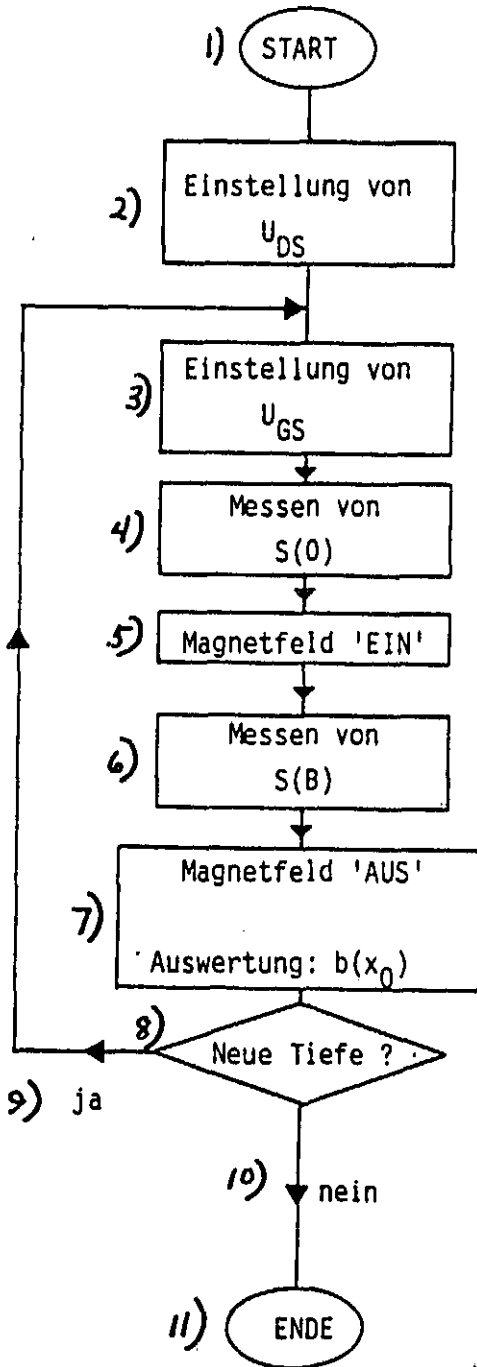 1) START
2) Einstellung von
U_DS
3) Einstellung von
U_GS
4) Messen von
S(0)
5) Magnetfeld 'EIN'
6) Messen von
S(B)
7) Magnetfeld 'AUS'
Auswertung: b(x_0)
8) Neue Tiefe ?
9) ja
10) nein
11) ENDE